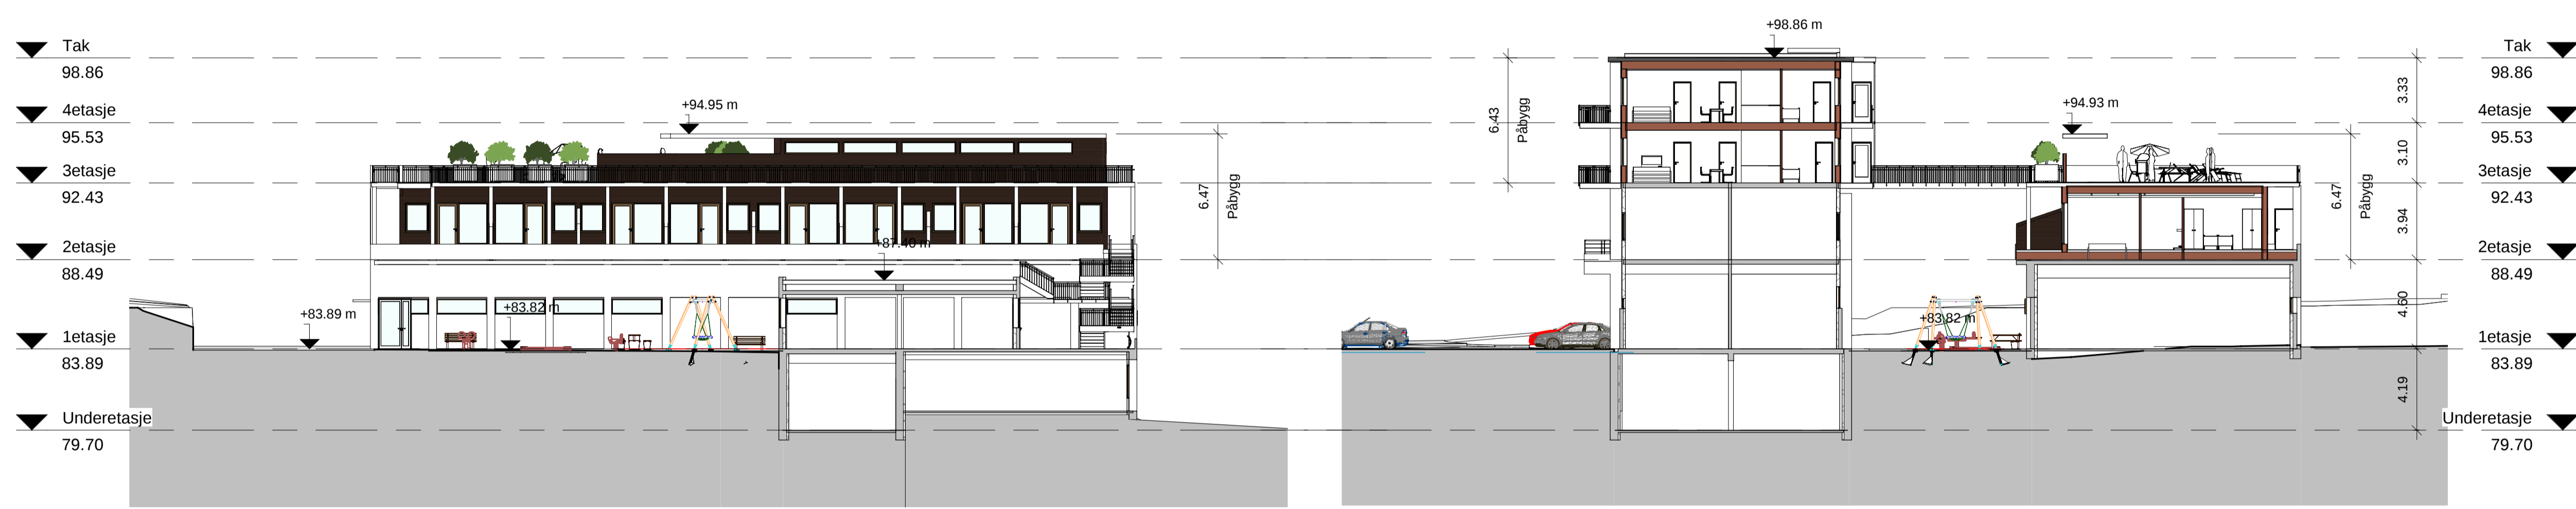 Tak
98.86
4etasje
95.53
3etasje
92.43
2etasje
88.49
1etasje
83.89
Underetasje
79.70
+94.95 m
+87.40 m
+83.89 m
+83.82 m
6.47
Påbygg
+98.86 m
6.43
Påbygg
+94.93 m
+83.82 m
6.47
Påbygg
3.33
3.10
3.94
4.60
4.19
Tak
98.86
4etasje
95.53
3etasje
92.43
2etasje
88.49
1etasje
83.89
Underetasje
79.70